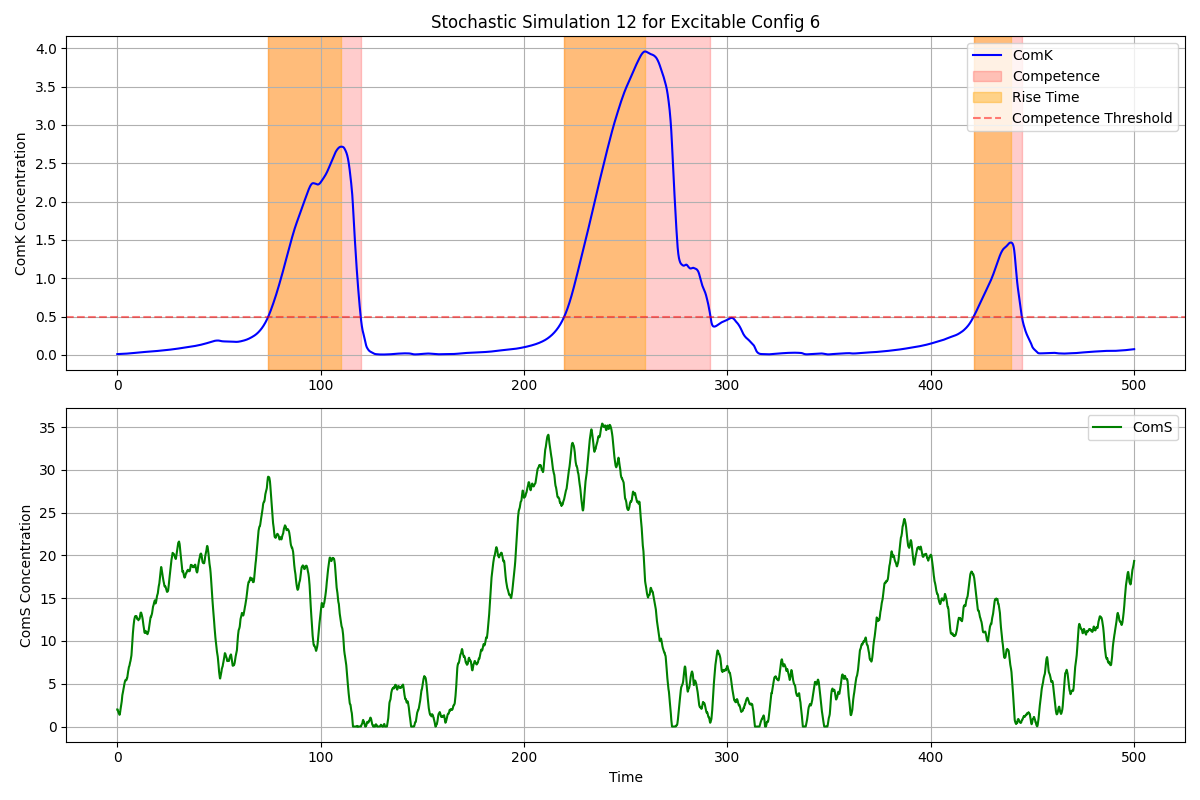 Stochastic Simulation 12 for Excitable Config 6
ComK Concentration
4.0
3.5
3.0
2.5
2.0
1.5
1.0
0.5
0.0
ComK
Competence
Rise Time
Competence Threshold
0 100 200 300 400 500
ComS Concentration
35
30
25
20
15
10
5
0
ComS
0 100 200 300 400 500
Time